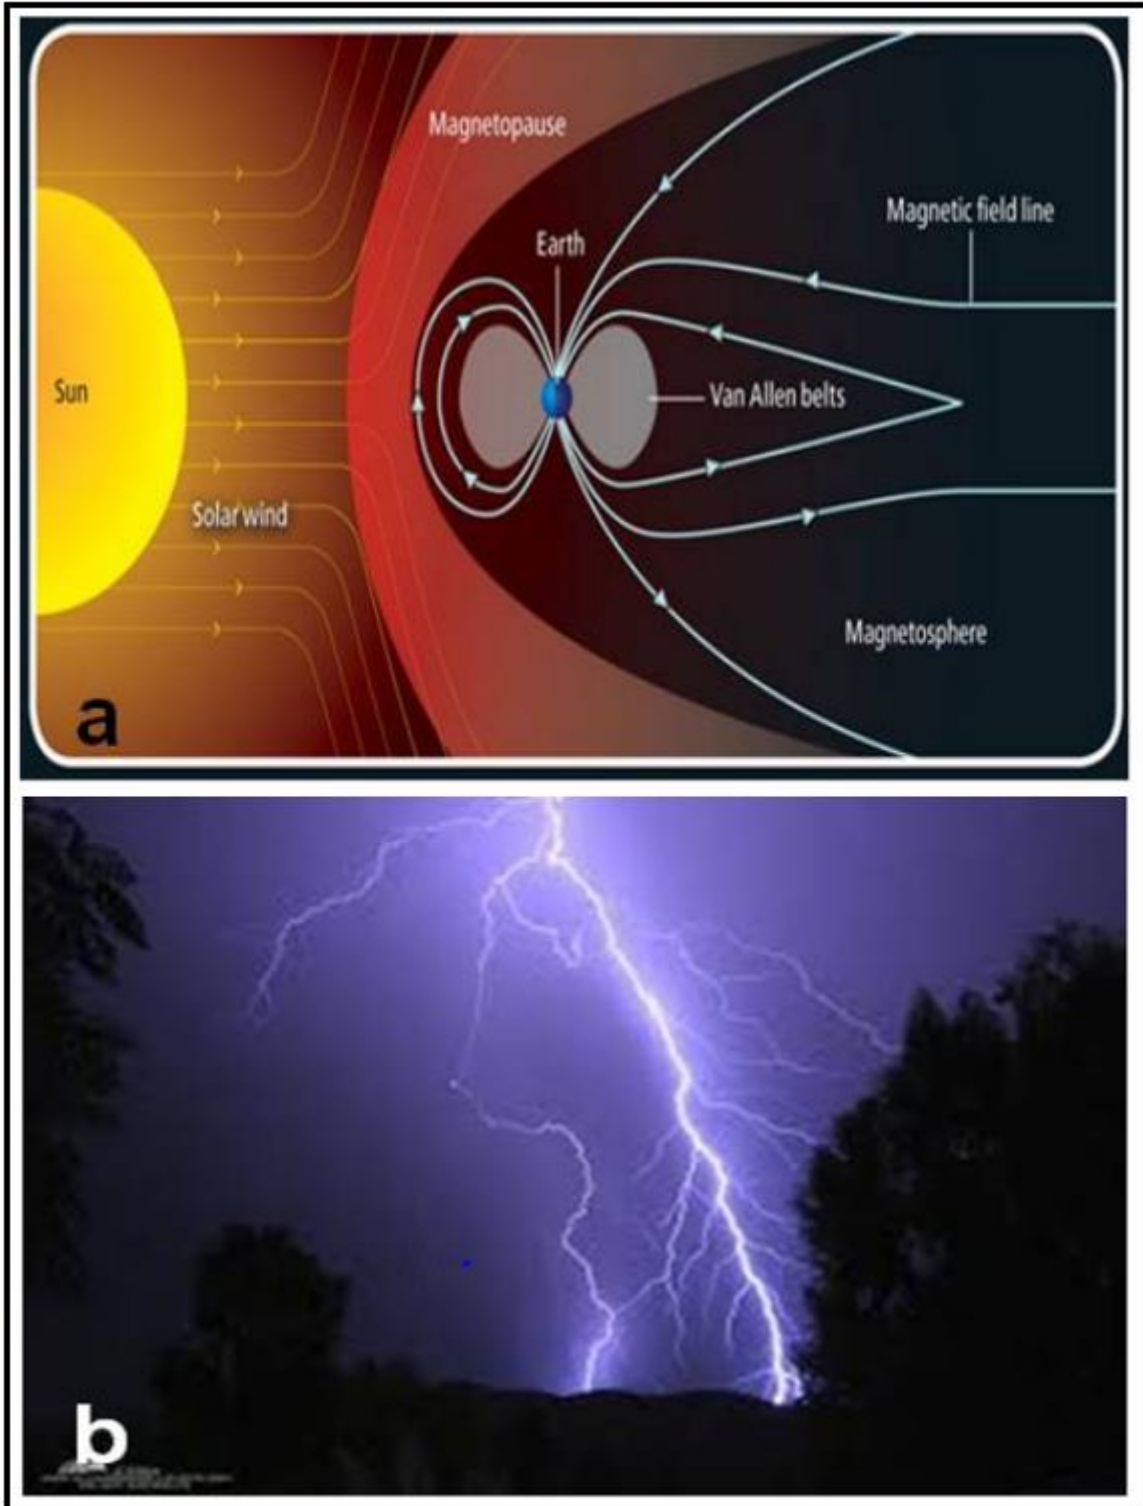 Magnetopause
Magnetic field line
Earth
Sun
Van Allen belts
Solar wind
Magnetosphere
a
b